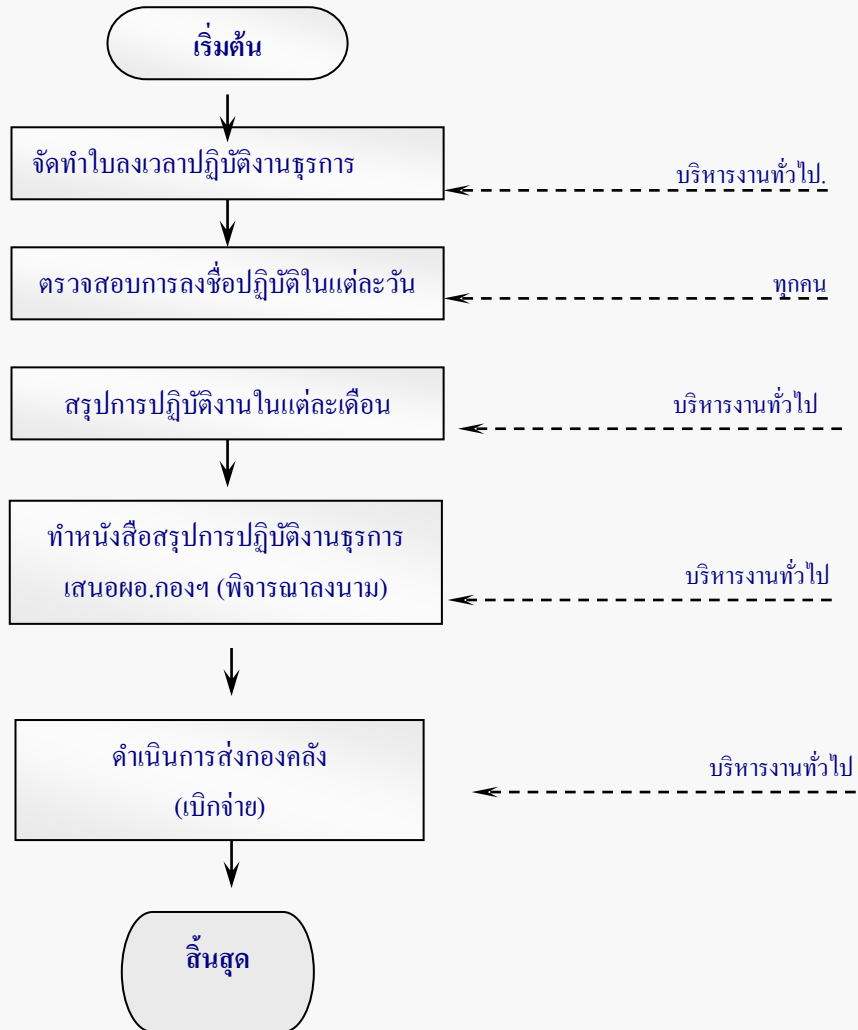 เริ่มต้น
จัดทำใบลงเวลาปฏิบัติงานธุรการ
บริหารงานทั่วไป.
ตรวจสอบการลงชื่อปฏิบัติในแต่ละวัน
ทุกคน
สรุปการปฏิบัติงานในแต่ละเดือน
บริหารงานทั่วไป
ทำหนังสือสรุปการปฏิบัติงานธุรการ
เสนอผอ.กองฯ (พิจารณาลงนาม)
บริหารงานทั่วไป
ดำเนินการส่งกองคลัง
(เบิกจ่าย)
บริหารงานทั่วไป
สิ้นสุด